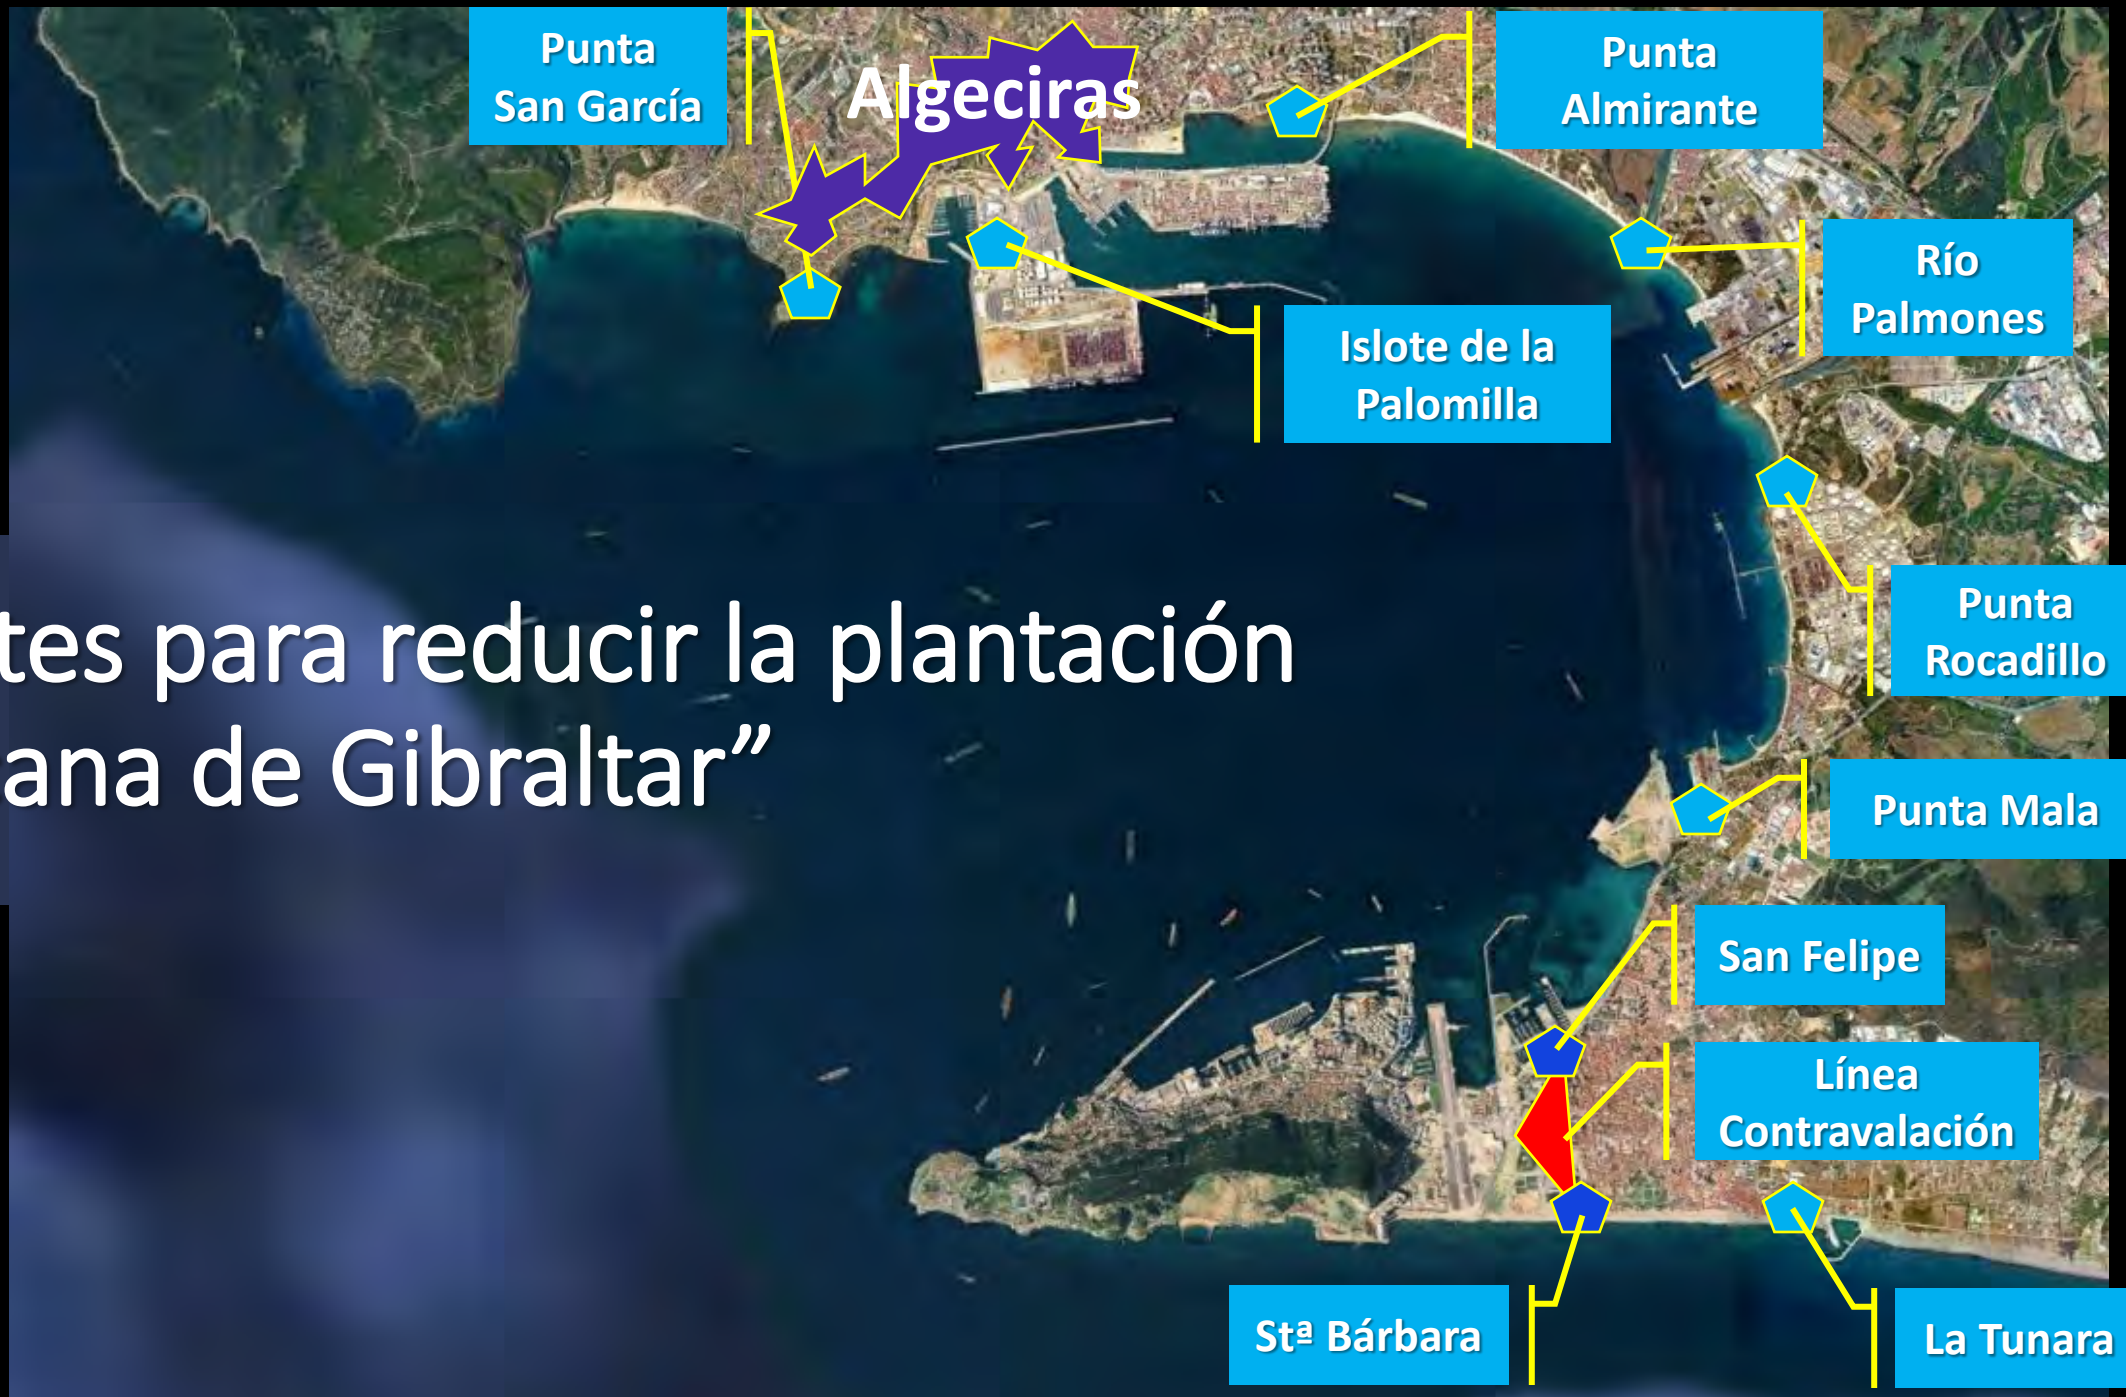 Punta
San García
Algeciras
Punta
Almirante
Río
Palmones
Islote de la
Palomilla
Punta
Rocadillo
tes para reducir la plantación
ana de Gibraltar”
Punta Mala
San Felipe
Línea
Contravalación
Stª Bárbara
La Tunara